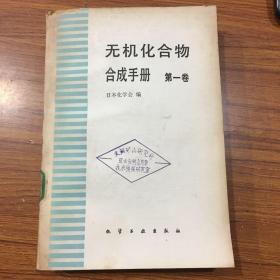 无机化合物
合成手册 第一卷
日本化学会 编
化学工业出版社